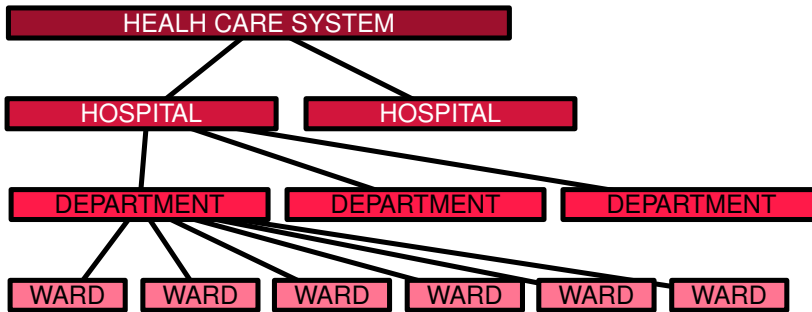 HEALH CARE SYSTEM
HOSPITAL HOSPITAL
DEPARTMENT DEPARTMENT DEPARTMENT
WARD WARD WARD WARD WARD WARD